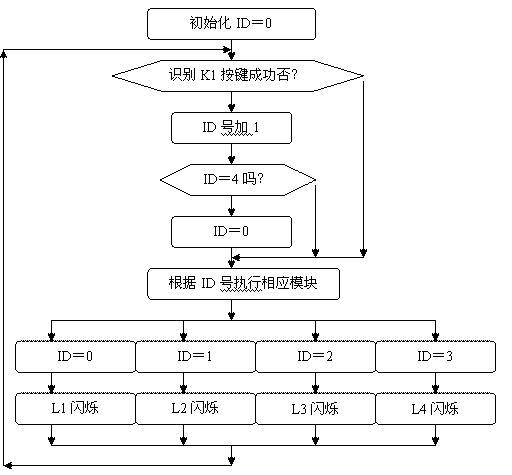 初始化 ID＝0
识别 K1 按键成功否?
ID 号加 1
ID＝4 吗?
ID＝0
根据 ID 号执行相应模块
ID＝0 ID＝1 ID＝2 ID＝3
L1 闪烁 L2 闪烁 L3 闪烁 L4 闪烁